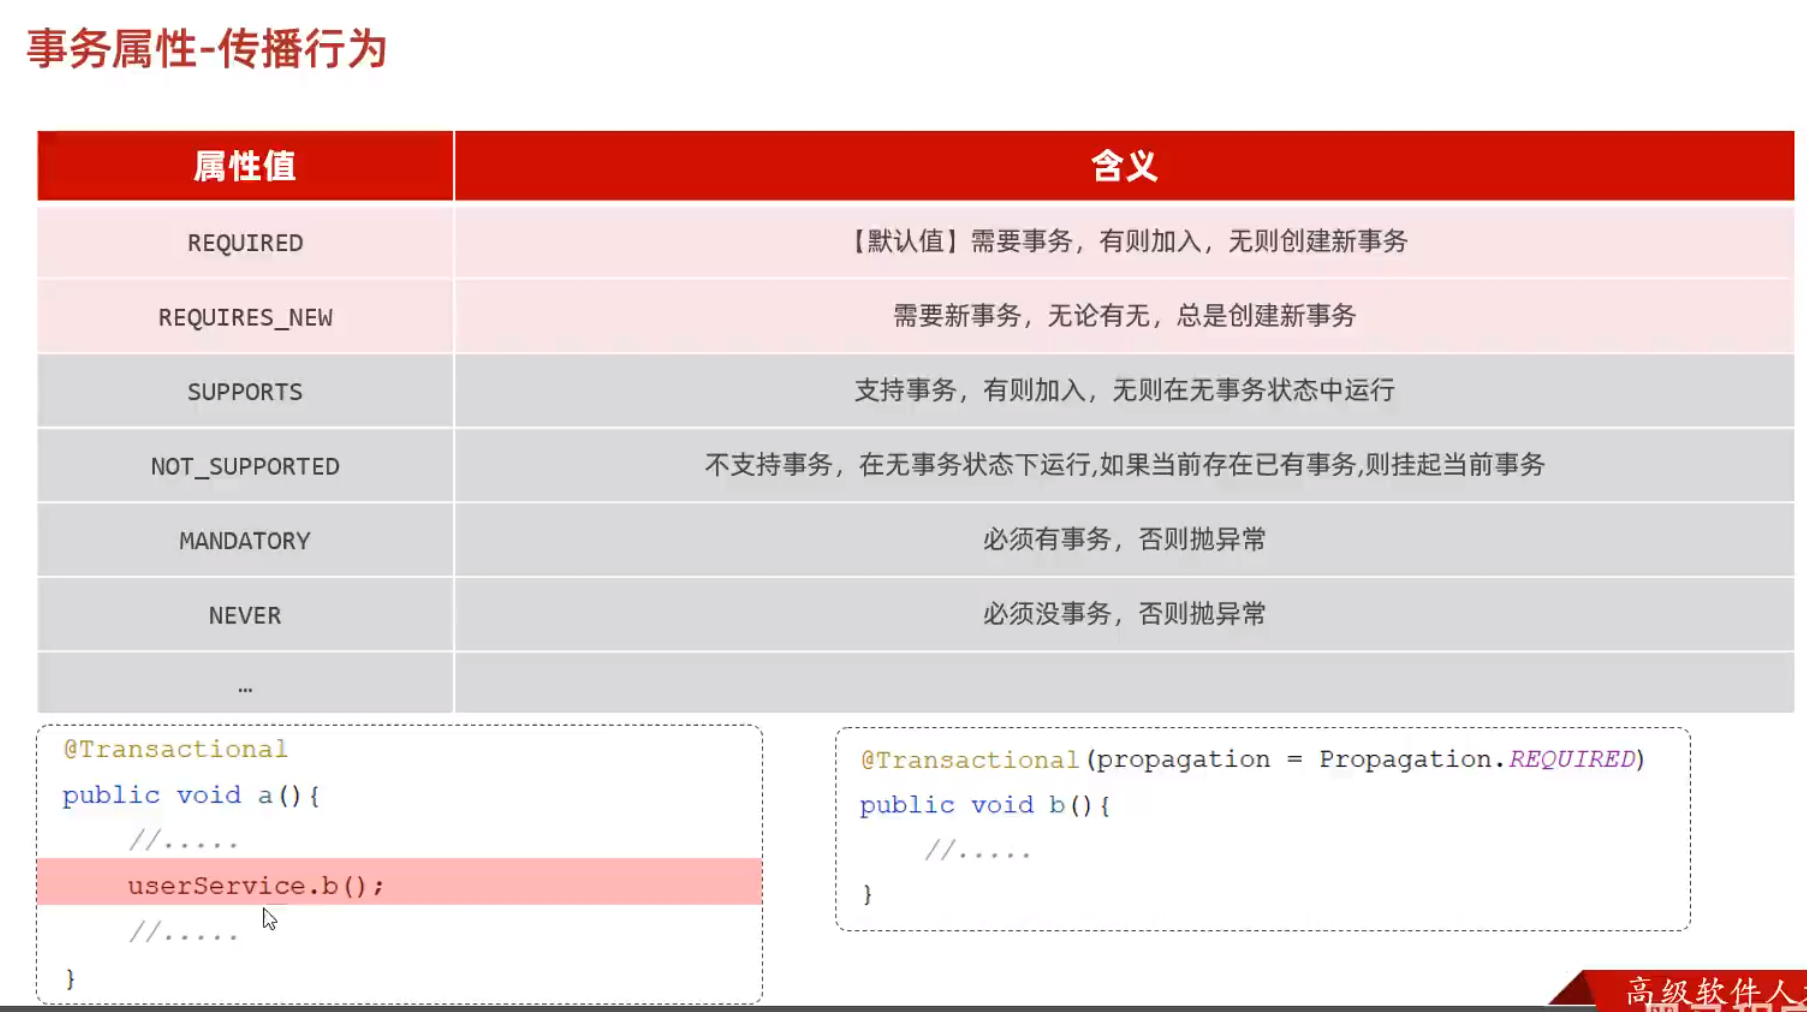 事务属性-传播行为
属性值 含义
REQUIRED 【默认值】需要事务，有则加入，无则创建新事务
REQUIRES_NEW 需要新事务，无论有无，总是创建新事务
SUPPORTS 支持事务，有则加入，无则在无事务状态中运行
NOT_SUPPORTED 不支持事务，在无事务状态下运行,如果当前存在已有事务,则挂起当前事务
MANDATORY 必须有事务，否则抛异常
NEVER 必须没事务，否则抛异常
…
@Transactional
public void a(){
//.....
userService.b();
//.....
}
@Transactional(propagation = Propagation.REQUIRED)
public void b(){
//.....
}
高级软件人